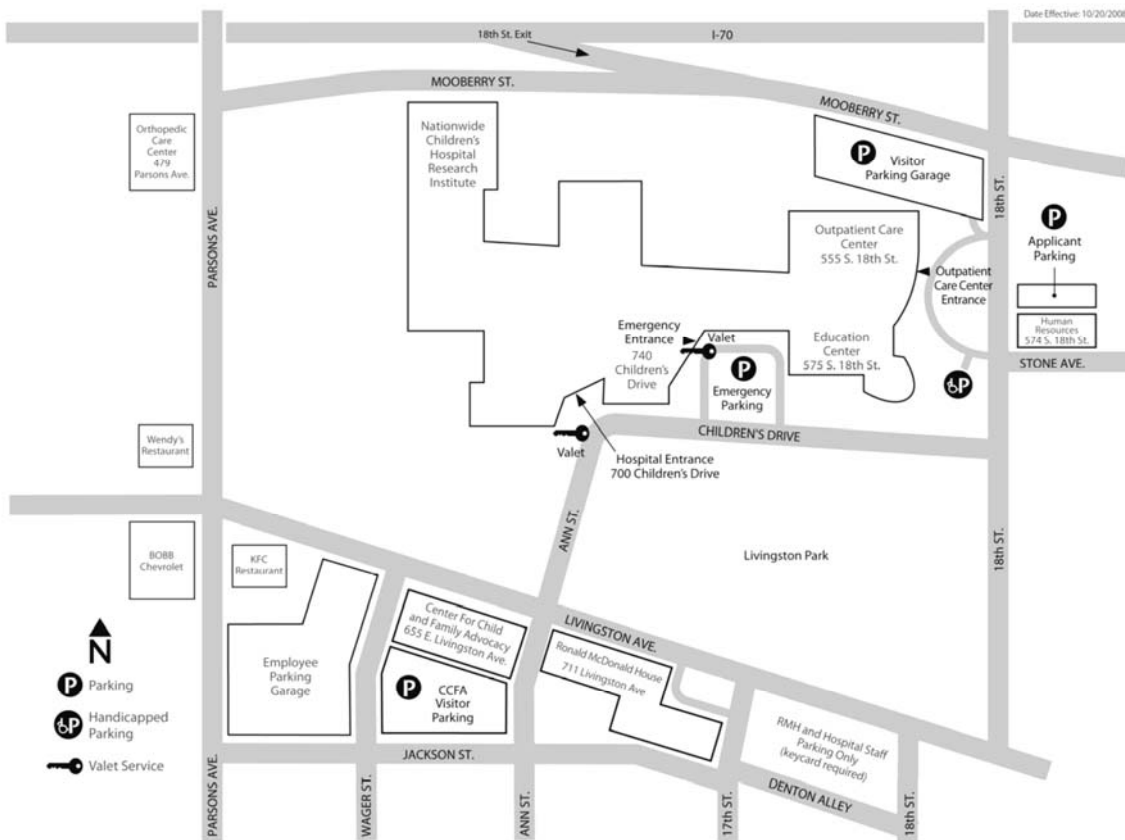 Date Effective: 10/20/2008
18th St. Exit
I-70
MOOBERRY ST.
MOOBERRY ST.
Orthopedic
Care
Center
479
Parsons Ave.
Nationwide
Children's
Hospital
Research
Institute
P
Visitor
Parking Garage
18th ST.
PARSONS AVE.
P
Applicant
Parking
Outpatient Care
Center
555 S. 18th St.
Outpatient
Care Center
Entrance
Human
Resources
574 S. 18th St.
STONE AVE.
Emergency
Entrance
Valet
740
Children's
Drive
P
Emergency
Parking
Education
Center
575 S. 18th St.
P
CHILDREN'S DRIVE
Wendy's
Restaurant
Valet
Hospital Entrance
700 Children's Drive
ANN ST.
Livingston Park
18th ST.
BOBB
Chevrolet
KFC
Restaurant
LIVINGSTON AVE.
Center For Child
and Family Advocacy
655 E. Livingston Ave.
Ronald McDonald House
711 Livingston Ave
N
P Parking
P Handicapped
Parking
Valet Service
Employee
Parking
Garage
P
CCFA
Visitor
Parking
RMH and Hospital Staff
Parking Only
(keycard required)
JACKSON ST.
DENTON ALLEY
PARSONS AVE.
WAGER ST.
ANN ST.
17th ST.
18th ST.